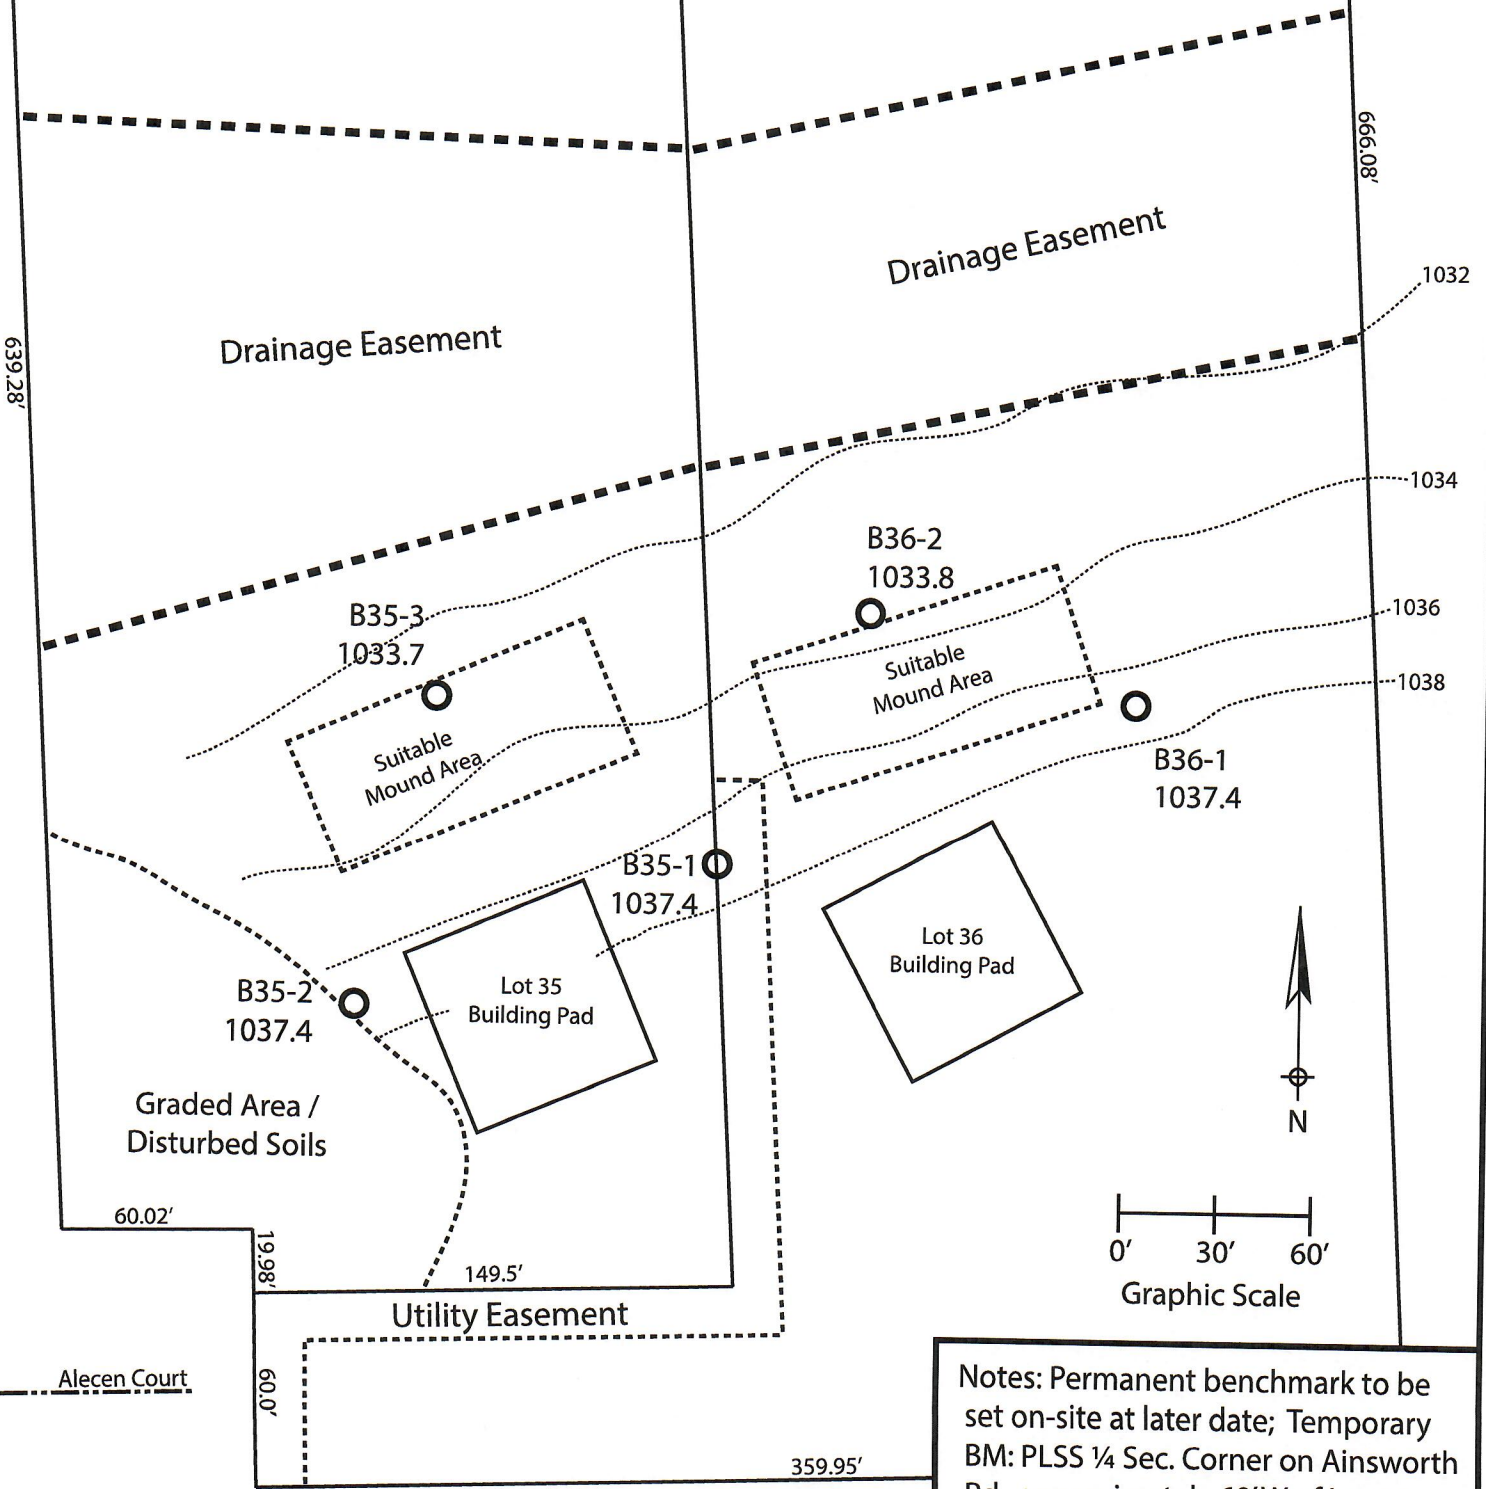 666.08'
Drainage Easement
1032
Drainage Easement
639.28'
1034
B36-2
1033.8
B35-3
1033.7
1036
Suitable
Mound Area
1038
Suitable
Mound Area
B36-1
1037.4
B35-1
1037.4
Lot 36
Building Pad
Lot 35
Building Pad
B35-2
1037.4
Graded Area /
Disturbed Soils
N
60.02'
19.98'
149.5'
0' 30' 60'
Graphic Scale
Utility Easement
Alecen Court
60.0'
359.95'
Notes: Permanent benchmark to be
set on-site at later date; Temporary
BM: PLSS ¼ Sec. Corner on Ainsworth